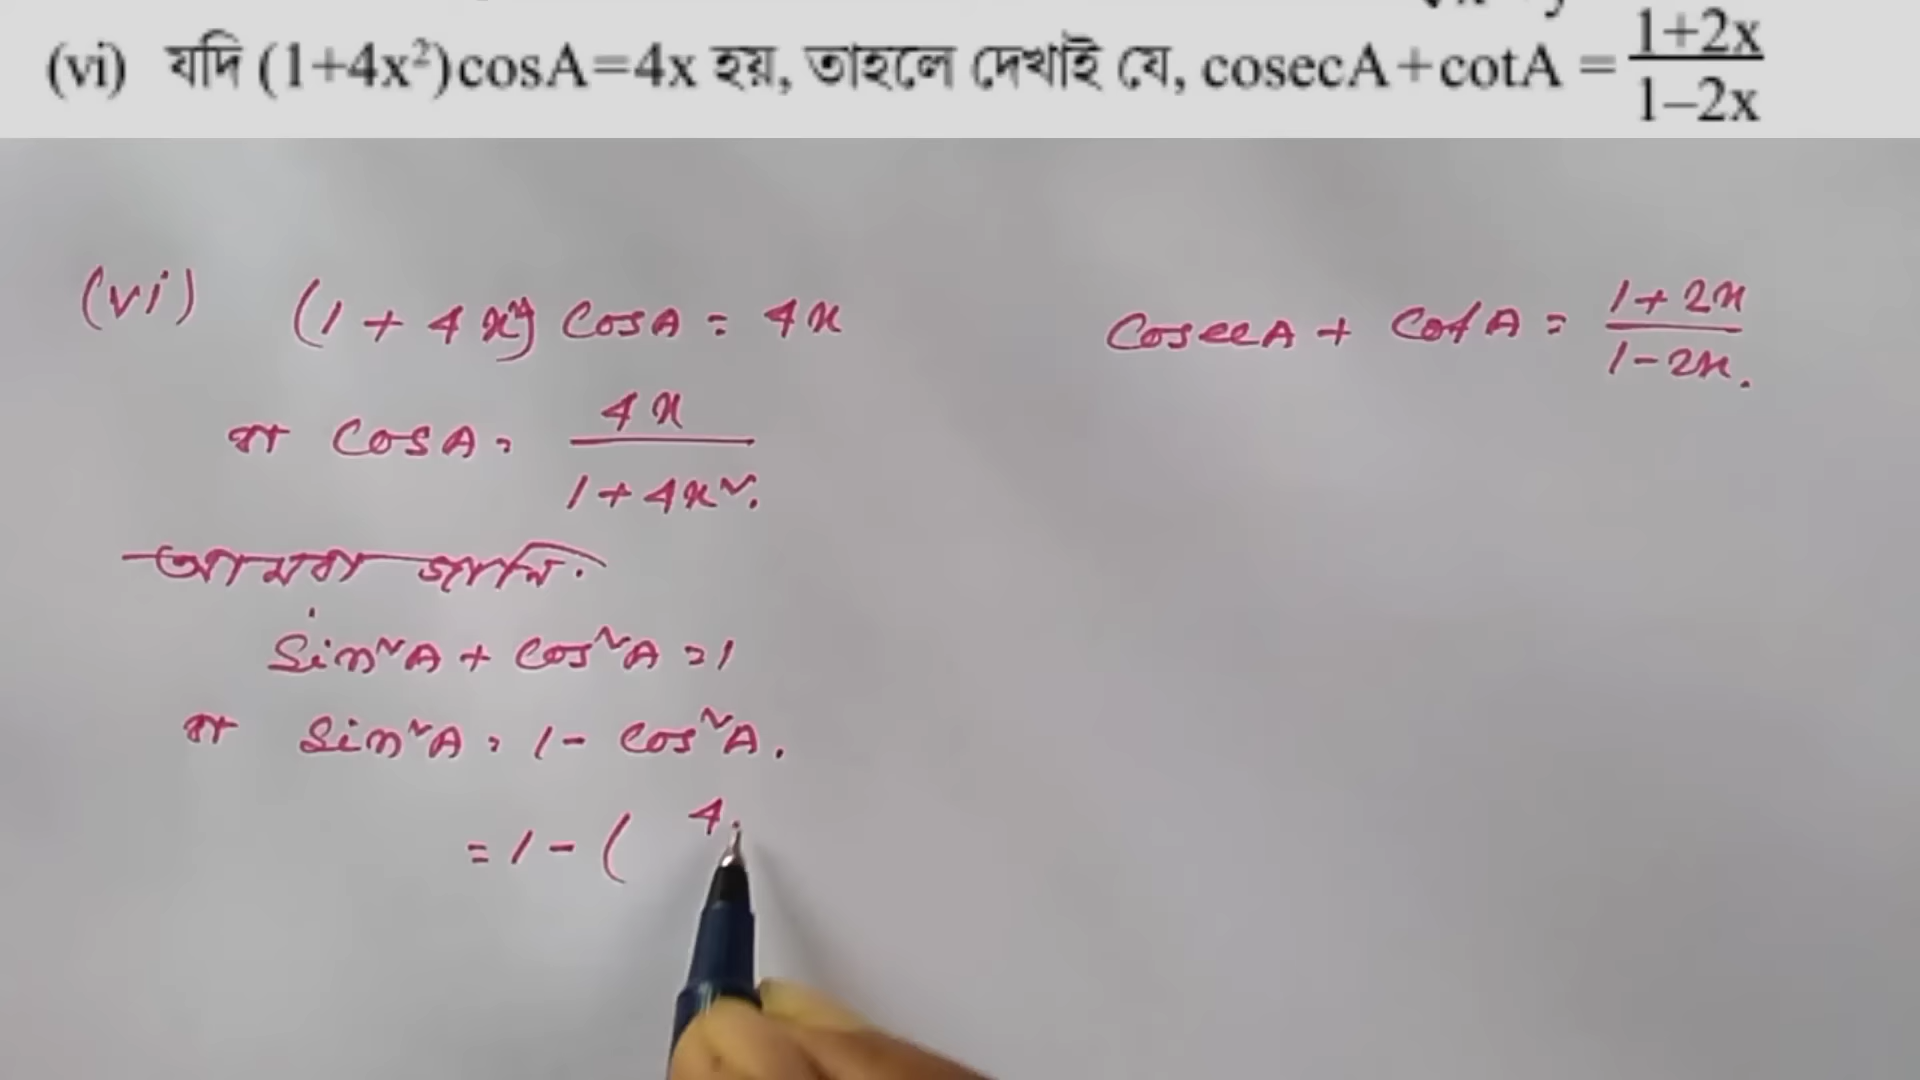 (vi) যদি (1+4x²)cosA=4x হয়, তাহলে দেখাই যে, cosecA+cotA = 1+2x / 1–2x
(vi) (1 + 4x²) cosA = 4x
cosecA + cotA = 1+2x / 1-2x.
বা cosA = 4x / 1+4x².
আমরা জানি.
sin²A + cos²A = 1
বা sin²A = 1 - cos²A.
= 1 - ( 4